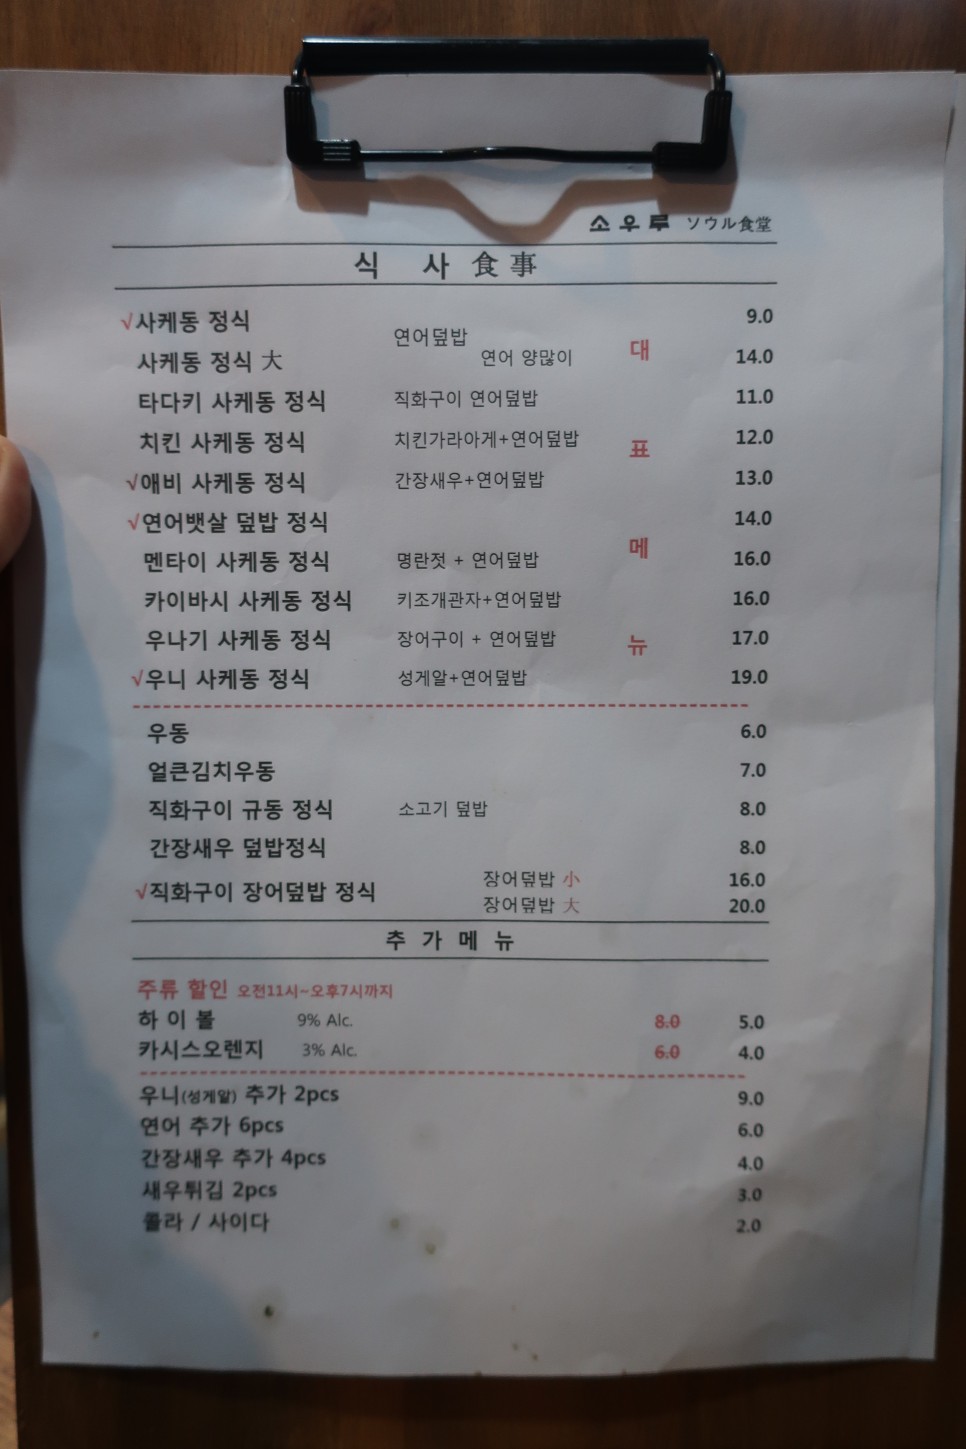 소우루 ソウル食堂
식 사 食事
√사케동 정식 연어덮밥 9.0
사케동 정식 大 연어 양많이 14.0
대
타다키 사케동 정식 직화구이 연어덮밥 11.0
치킨 사케동 정식 치킨가라아게+연어덮밥 12.0
표
√애비 사케동 정식 간장새우+연어덮밥 13.0
√연어뱃살 덮밥 정식 14.0
메
멘타이 사케동 정식 명란젓 + 연어덮밥 16.0
카이바시 사케동 정식 키조개관자+연어덮밥 16.0
우나기 사케동 정식 장어구이 + 연어덮밥 17.0
뉴
√우니 사케동 정식 성게알+연어덮밥 19.0
우동 6.0
얼큰김치우동 7.0
직화구이 규동 정식 소고기 덮밥 8.0
간장새우 덮밥정식 8.0
√직화구이 장어덮밥 정식 장어덮밥 小 16.0
장어덮밥 大 20.0
추 가 메 뉴
주류 할인 오전11시~오후7시까지
하 이 볼 9% Alc. 8.0 5.0
카시스오렌지 3% Alc. 6.0 4.0
우니(성게알) 추가 2pcs 9.0
연어 추가 6pcs 6.0
간장새우 추가 4pcs 4.0
새우튀김 2pcs 3.0
콜라 / 사이다 2.0